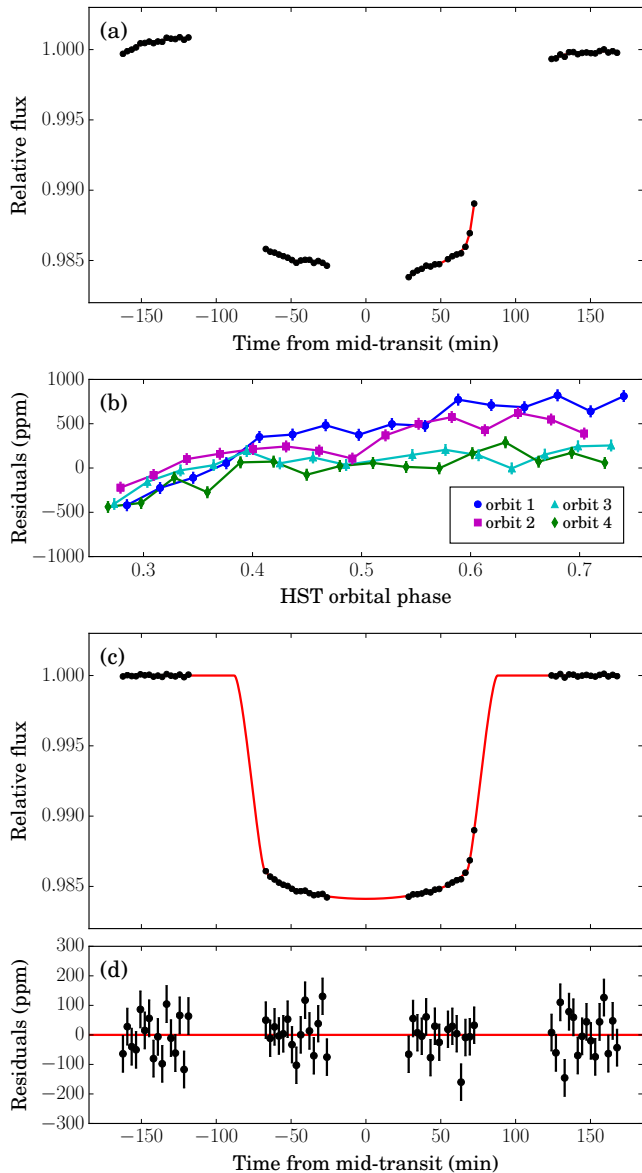 (a)
Relative flux
1.000
0.995
0.990
0.985
−150 −100 −50 0 50 100 150
Time from mid-transit (min)
(b)
Residuals (ppm)
1000
500
0
−500
−1000
orbit 1 orbit 3
orbit 2 orbit 4
0.3 0.4 0.5 0.6 0.7
HST orbital phase
(c)
Relative flux
1.000
0.995
0.990
0.985
(d)
Residuals (ppm)
300
200
100
0
−100
−200
−300
−150 −100 −50 0 50 100 150
Time from mid-transit (min)